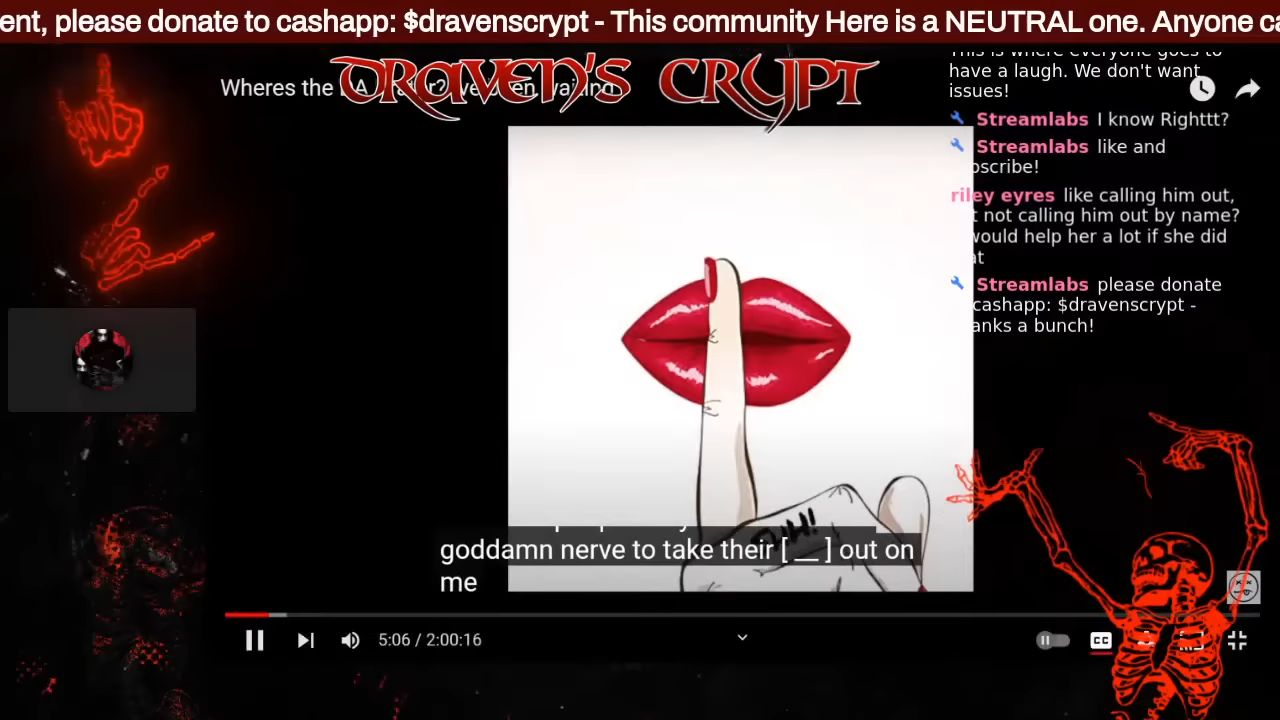 ent, please donate to cashapp: $dravenscrypt - This community Here is a NEUTRAL one. Anyone ca
DRAVEN'S CRYPT
Wheres the
This is where everyone goes to
have a laugh. We don't want
issues!
Streamlabs I know Righttt?
Streamlabs like and
oscribe!
riley eyres like calling him out,
t not calling him out by name?
would help her a lot if she did
at
Streamlabs please donate
cashapp: $dravenscrypt -
anks a bunch!
SHH!
goddamn nerve to take their [ __ ] out on
me
5:06 / 2:00:16
CC